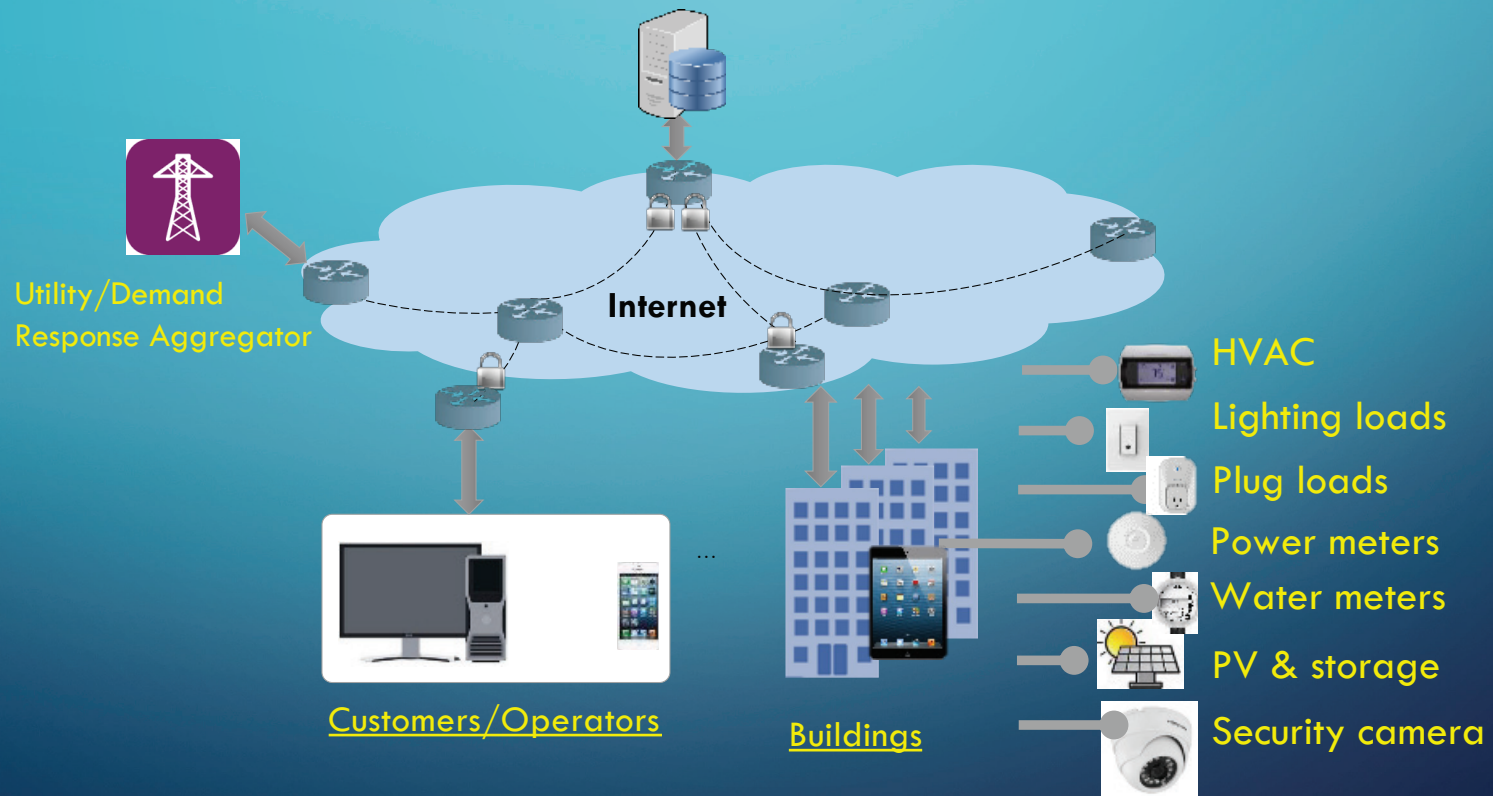 Utility/Demand
Response Aggregator
Internet
HVAC
Lighting loads
Plug loads
Power meters
Water meters
PV & storage
Security camera
...
Customers/Operators
Buildings